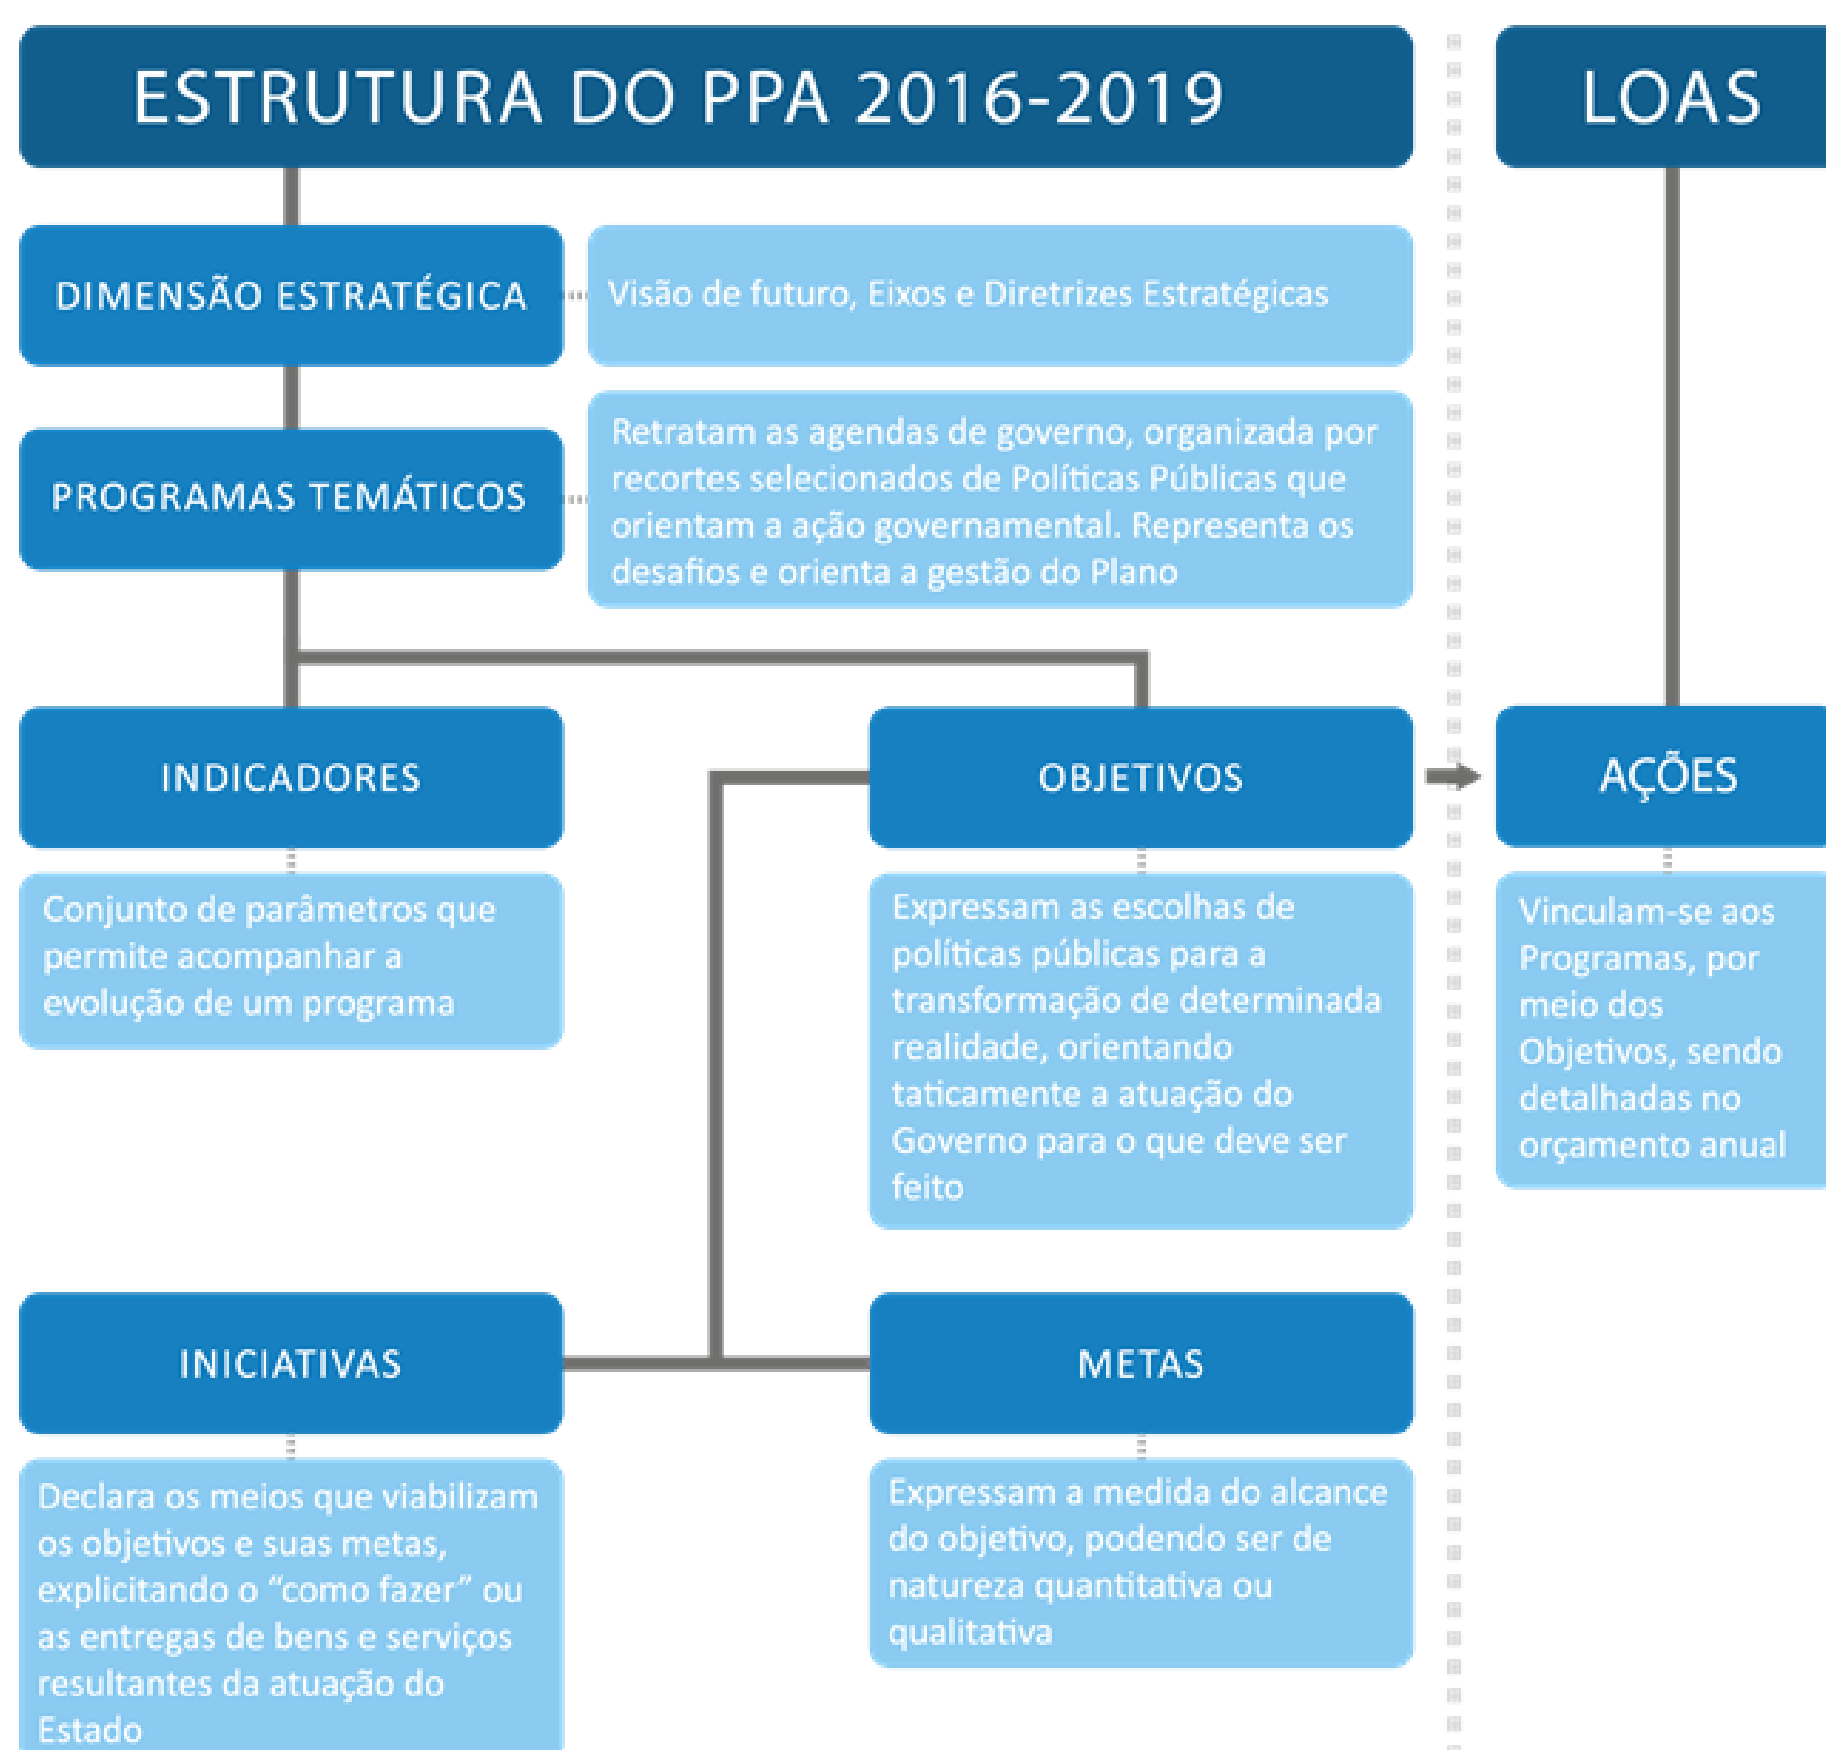 ESTRUTURA DO PPA 2016-2019
LOAS
DIMENSÃO ESTRATÉGICA
Visão de futuro, Eixos e Diretrizes Estratégicas
PROGRAMAS TEMÁTICOS
Retratam as agendas de governo, organizada por
recortes selecionados de Políticas Públicas que
orientam a ação governamental. Representa os
desafios e orienta a gestão do Plano
INDICADORES
Conjunto de parâmetros que
permite acompanhar a
evolução de um programa
OBJETIVOS
Expressam as escolhas de
políticas públicas para a
transformação de determinada
realidade, orientando
taticamente a atuação do
Governo para o que deve ser
feito
AÇÕES
Vinculam-se aos
Programas, por
meio dos
Objetivos, sendo
detalhadas no
orçamento anual
INICIATIVAS
Declara os meios que viabilizam
os objetivos e suas metas,
explicitando o “como fazer” ou
as entregas de bens e serviços
resultantes da atuação do
Estado
METAS
Expressam a medida do alcance
do objetivo, podendo ser de
natureza quantitativa ou
qualitativa